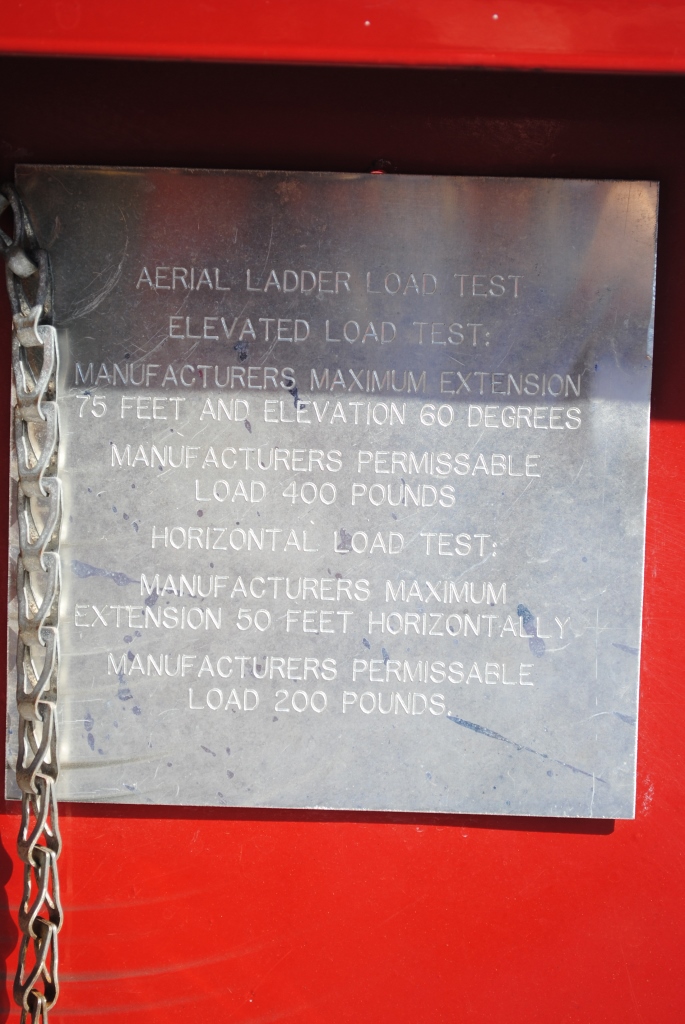 AERIAL LADDER LOAD TEST
ELEVATED LOAD TEST:
MANUFACTURERS MAXIMUM EXTENSION
75 FEET AND ELEVATION 60 DEGREES
MANUFACTURERS PERMISSABLE
LOAD 400 POUNDS
HORIZONTAL LOAD TEST:
MANUFACTURERS MAXIMUM
EXTENSION 50 FEET HORIZONTALLY
MANUFACTURERS PERMISSABLE
LOAD 200 POUNDS.